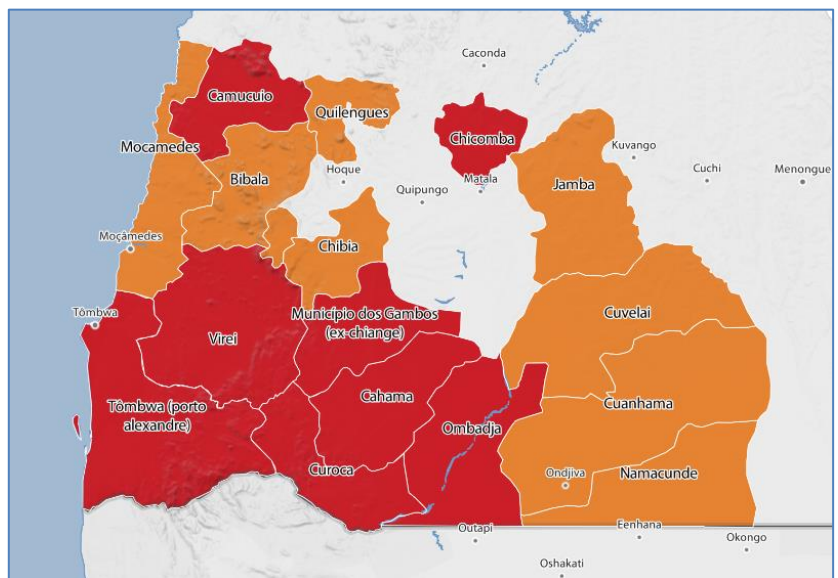 Caconda
Camucuio
Quilengues
Chicomba
Mocamedes
Kuvango
Hoque
Bibala
Cuchi
Menongue
Matala
Jamba
Quipungo
Moçâmedes
Chibia
Município dos Gambos
(ex-chiange)
Cuvelai
Tômbwa
Virei
Cahama
Cuanhama
Tômbwa (porto
alexandre)
Ombadja
Curoca
Ondjiva
Namacunde
Outapi
Eenhana
Okongo
Oshakati